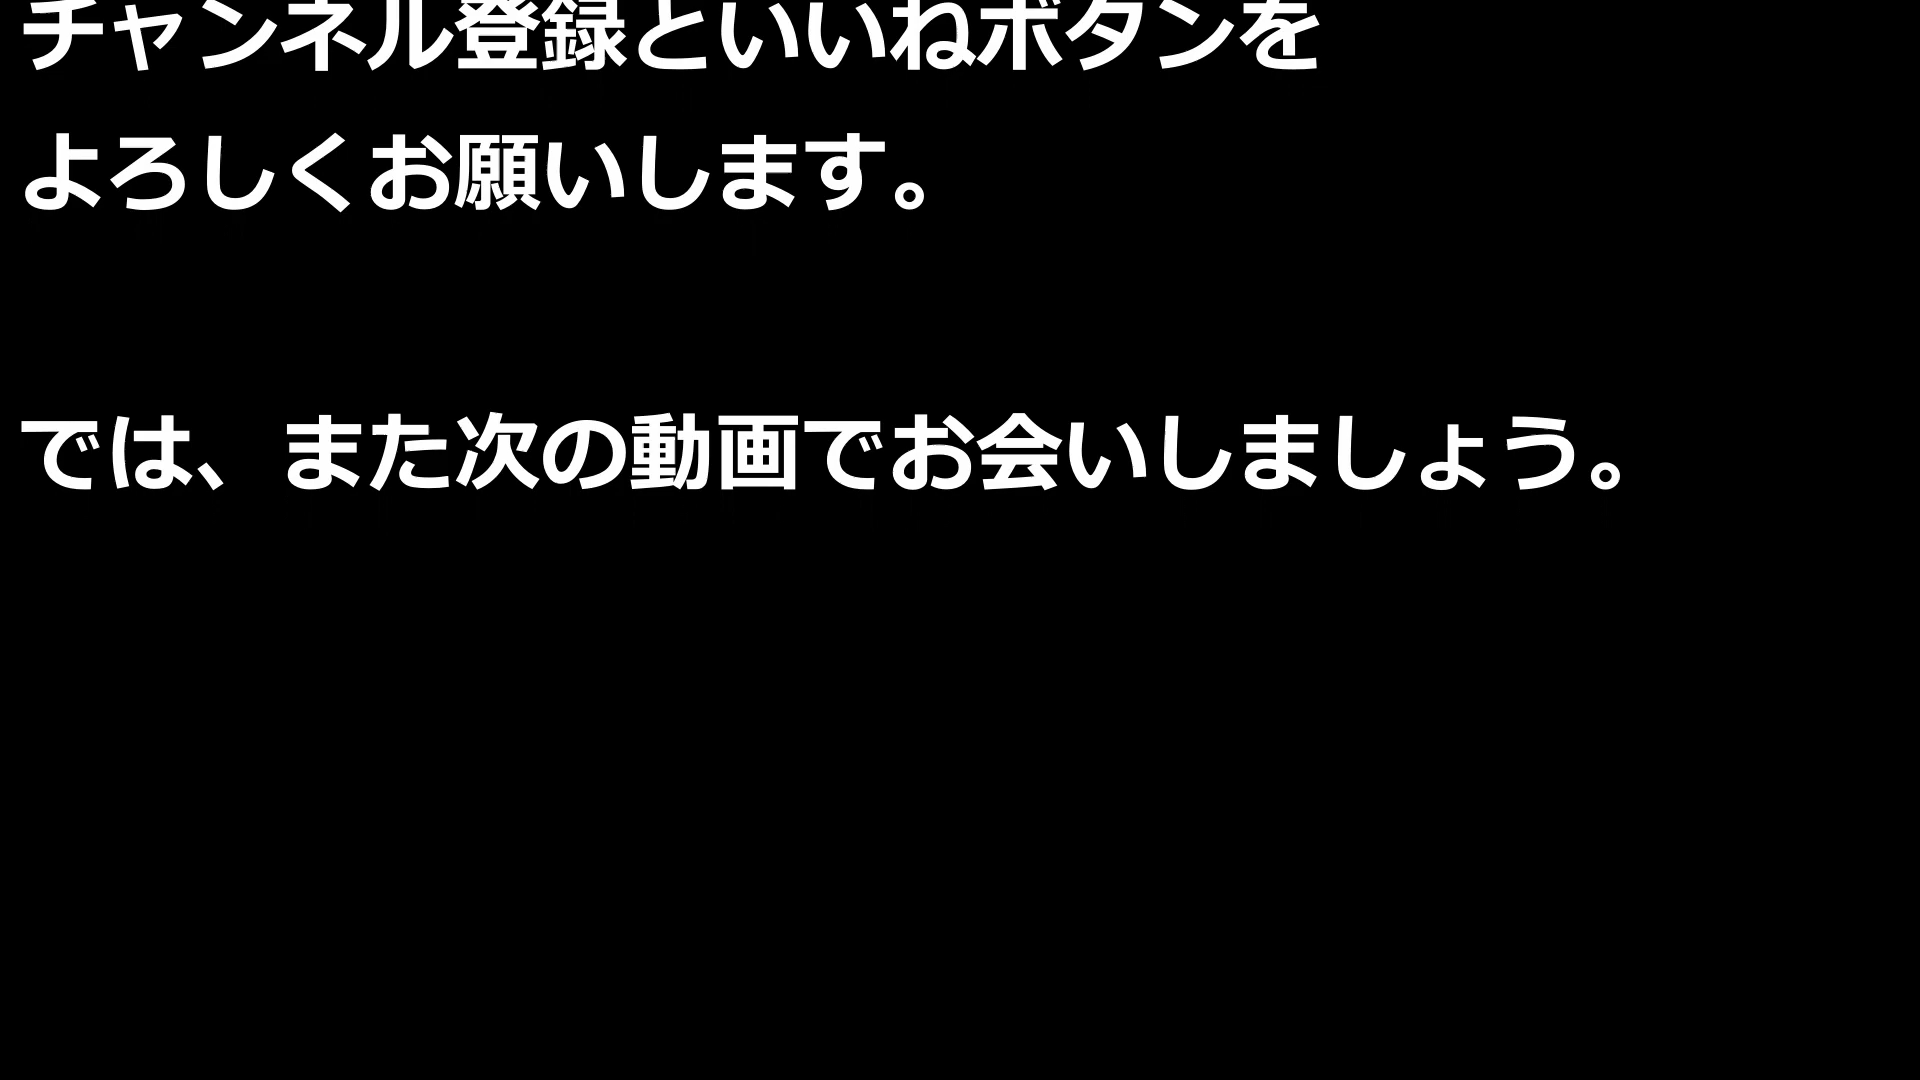 チャンネル登録といいねボタンを
よろしくお願いします。
では、また次の動画でお会いしましょう。